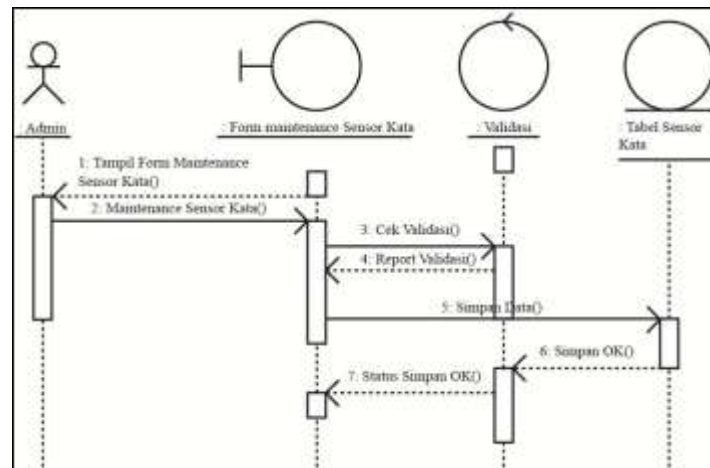 : Admin
: Form maintenance Sensor Kata
: Validasi
: Tabel Sensor
Kata
1: Tampil Form Maintenance
Sensor Kata()
2: Maintenance Sensor Kata()
3: Cek Validasi()
4: Report Validasi()
5: Simpan Data()
6: Simpan OK()
7: Status Simpan OK()